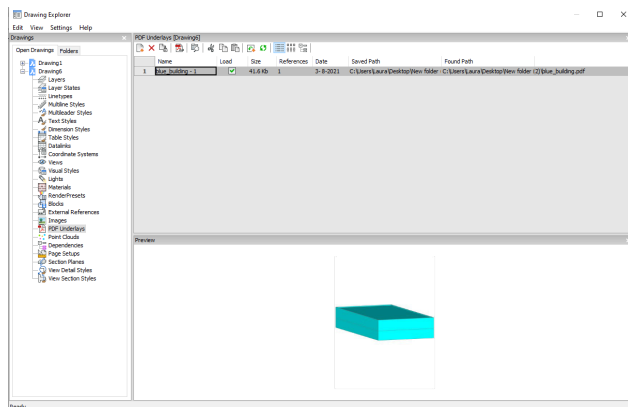 Drawing Explorer
Edit View Settings Help
Drawings
Open Drawings Folders
Drawing1
Drawing6
Layers
Layer States
Linetypes
Multiline Styles
Multileader Styles
Text Styles
Dimension Styles
Table Styles
Datalinks
Coordinate Systems
Views
Visual Styles
Lights
Materials
RenderPresets
Blocks
External References
Images
PDF Underlays
Point Clouds
Dependencies
Page Setups
Section Planes
View Detail Styles
View Section Styles
PDF Underlays [Drawing6]
Name Load Size References Date Saved Path Found Path
1 blue_building - 1 41.6 Kb 1 3- 8-2021 C:\Users\Laura\Desktop\New folder C:\Users\Laura\Desktop\New folder (2)\blue_building.pdf
Preview
Ready